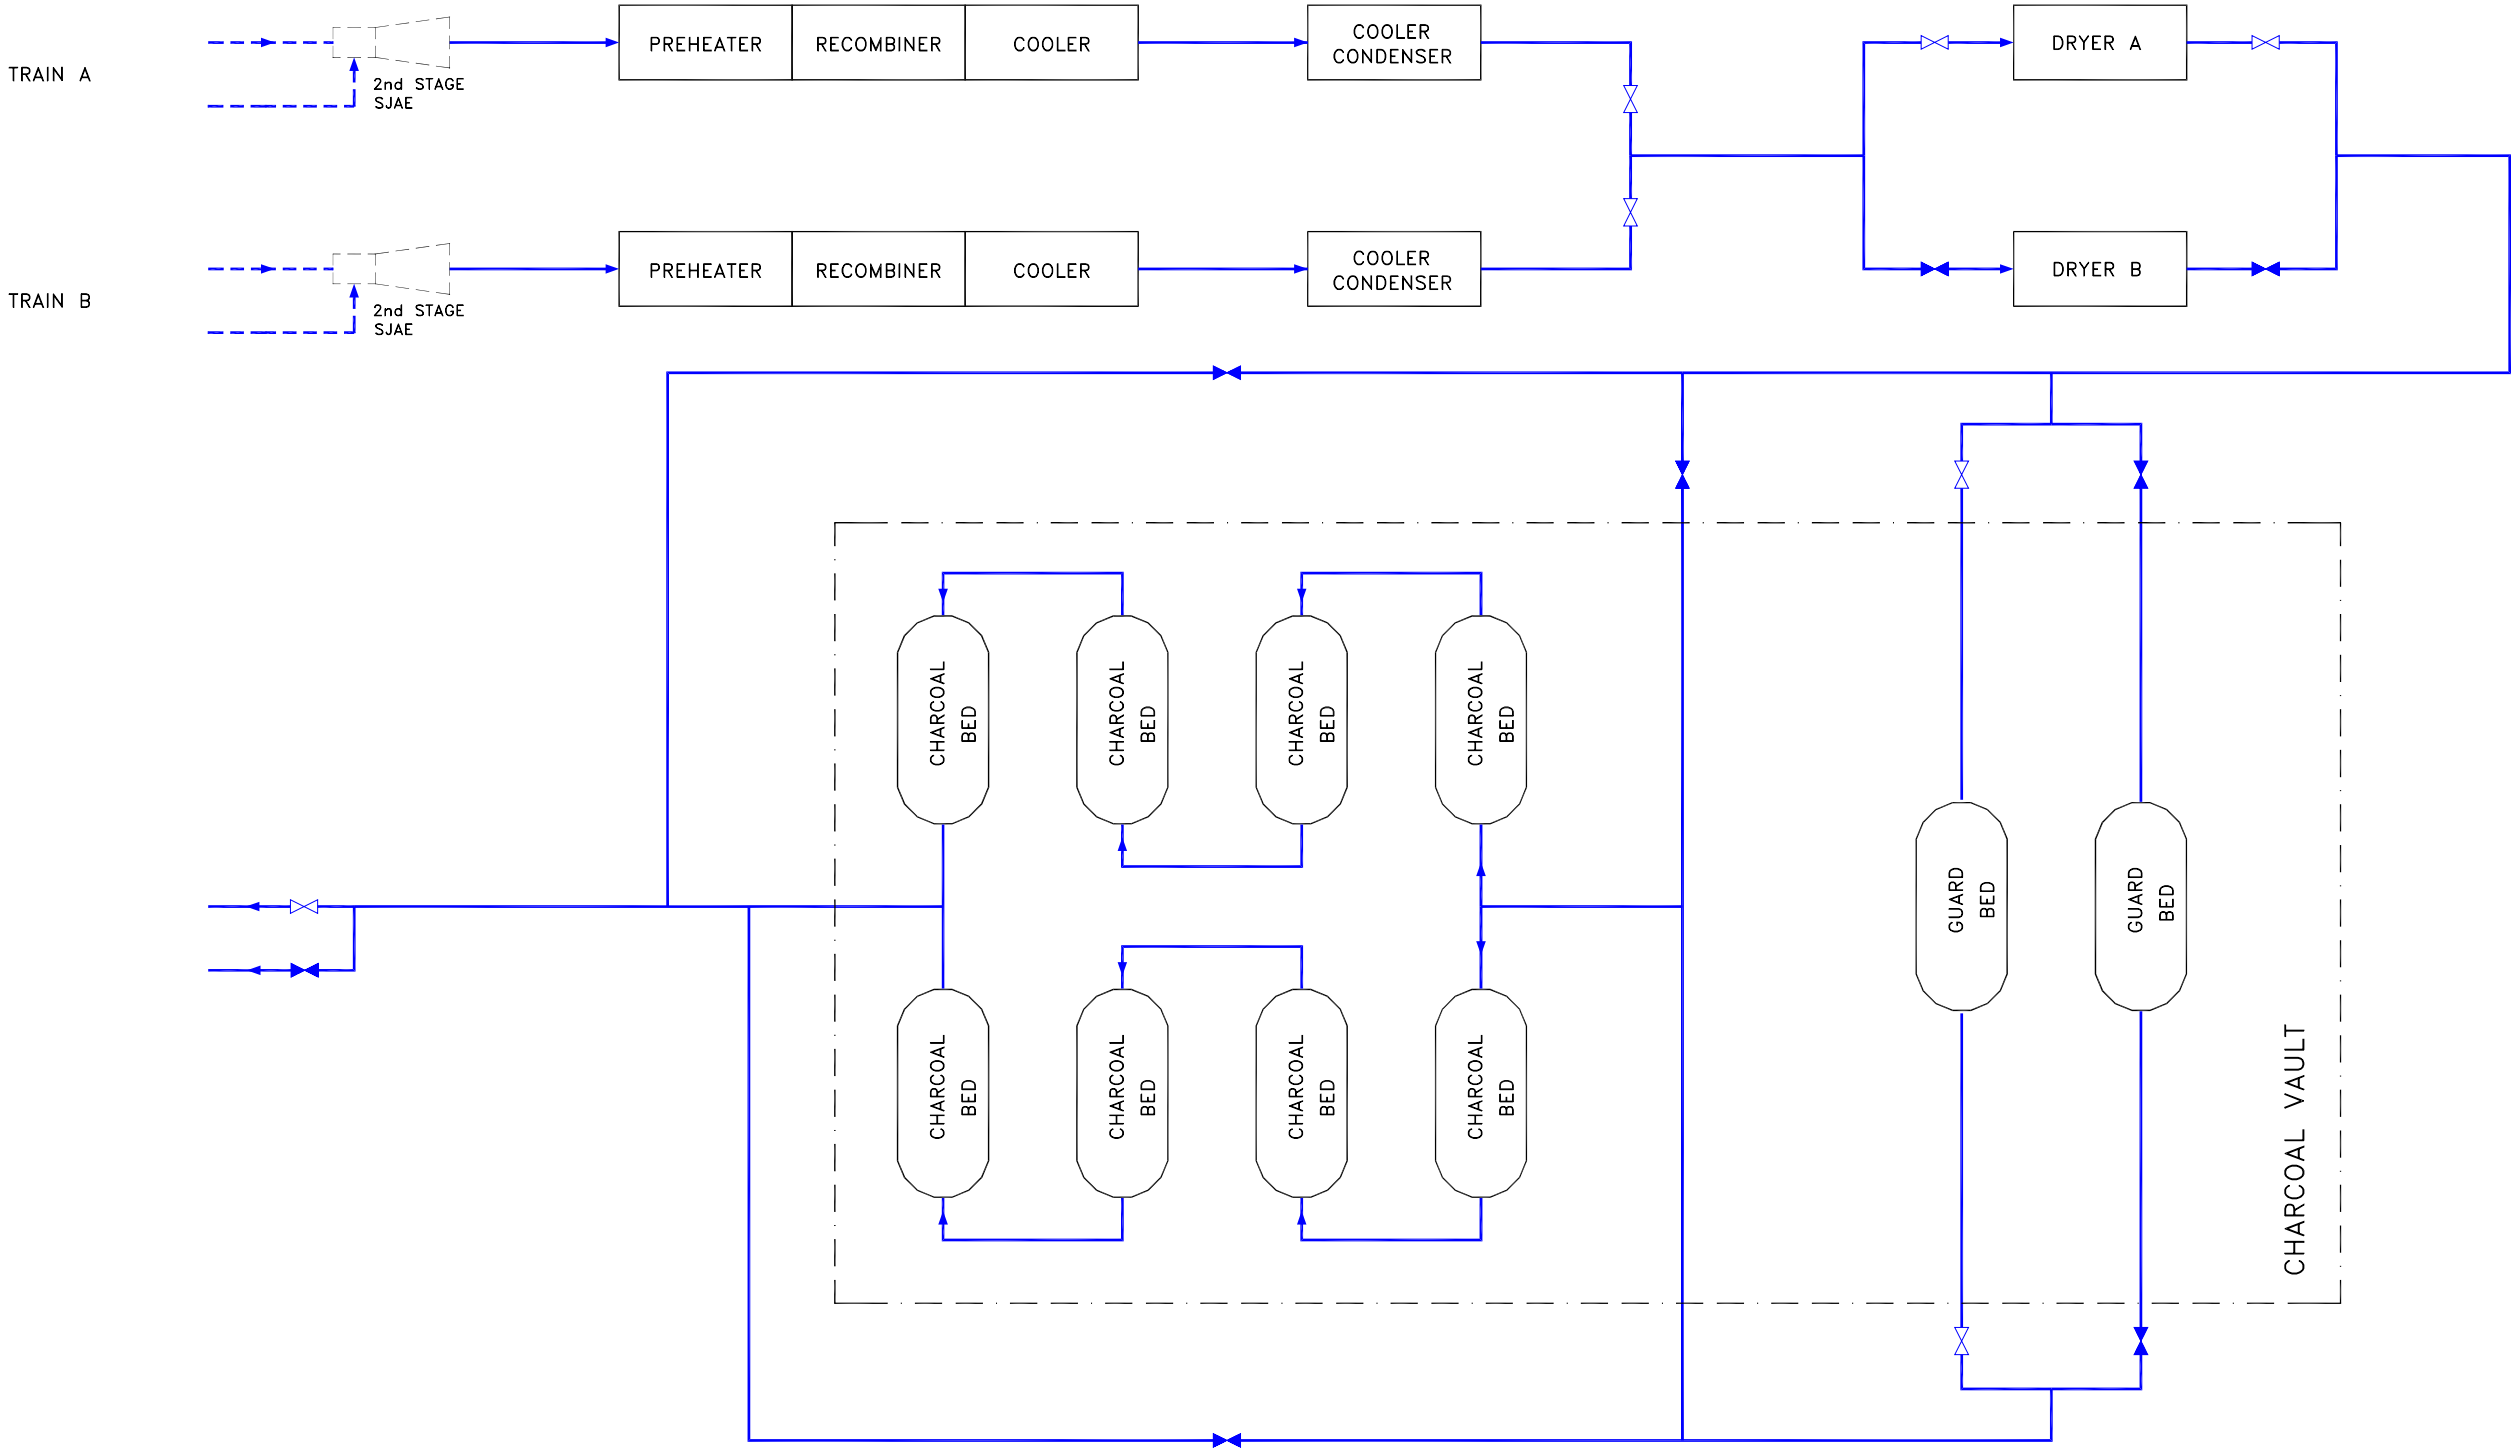 TRAIN A
2nd STAGE
SJAE
PREHEATER
RECOMBINER
COOLER
COOLER
CONDENSER
DRYER A
TRAIN B
2nd STAGE
SJAE
PREHEATER
RECOMBINER
COOLER
COOLER
CONDENSER
DRYER B
CHARCOAL
BED
CHARCOAL
BED
CHARCOAL
BED
CHARCOAL
BED
GUARD
BED
GUARD
BED
CHARCOAL
BED
CHARCOAL
BED
CHARCOAL
BED
CHARCOAL
BED
CHARCOAL VAULT